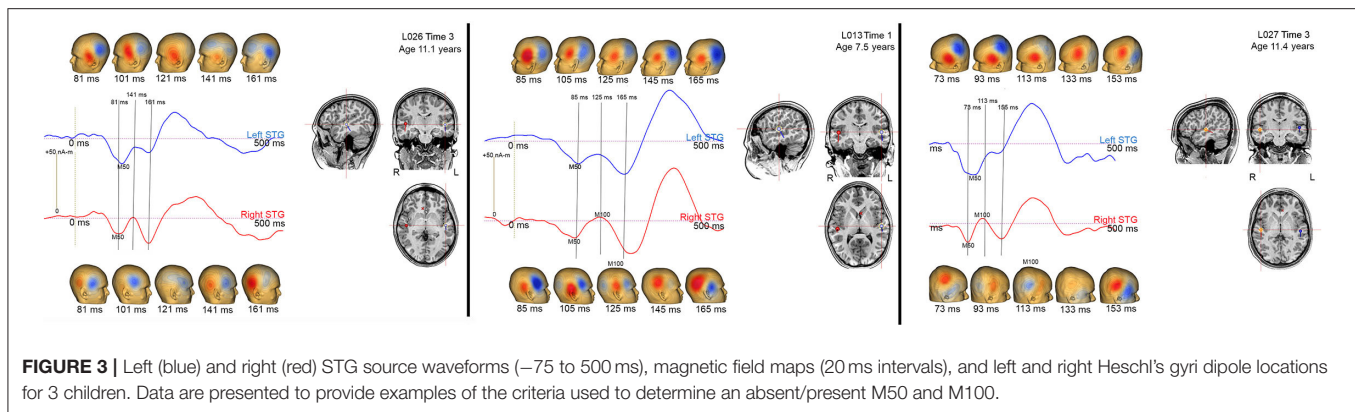 L026 Time 3
Age 11.1 years
81 ms 101 ms 121 ms 141 ms 161 ms
141 ms
81 ms 161 ms
Left STG
0 ms 500 ms
+50 nA-m
M50
R L
Right STG
0
0 ms 500 ms
M50
81 ms 101 ms 121 ms 141 ms 161 ms
L013 Time 1
Age 7.5 years
85 ms 105 ms 125 ms 145 ms 165 ms
85 ms 125 ms 165 ms
Left STG
0 ms 500 ms
+50 nA-m
M50
R L
M100
Right STG
0
0 ms 500 ms
M50
M100
85 ms 105 ms 125 ms 145 ms 165 ms
L027 Time 3
Age 11.4 years
73 ms 93 ms 113 ms 133 ms 153 ms
113 ms
73 ms 155 ms
Left STG
ms 500 ms
M50
R L
M100
Right STG
ms 500 ms
M50
M100
73 ms 93 ms 113 ms 133 ms 153 ms
FIGURE 3 | Left (blue) and right (red) STG source waveforms (−75 to 500 ms), magnetic field maps (20 ms intervals), and left and right Heschl's gyri dipole locations
for 3 children. Data are presented to provide examples of the criteria used to determine an absent/present M50 and M100.